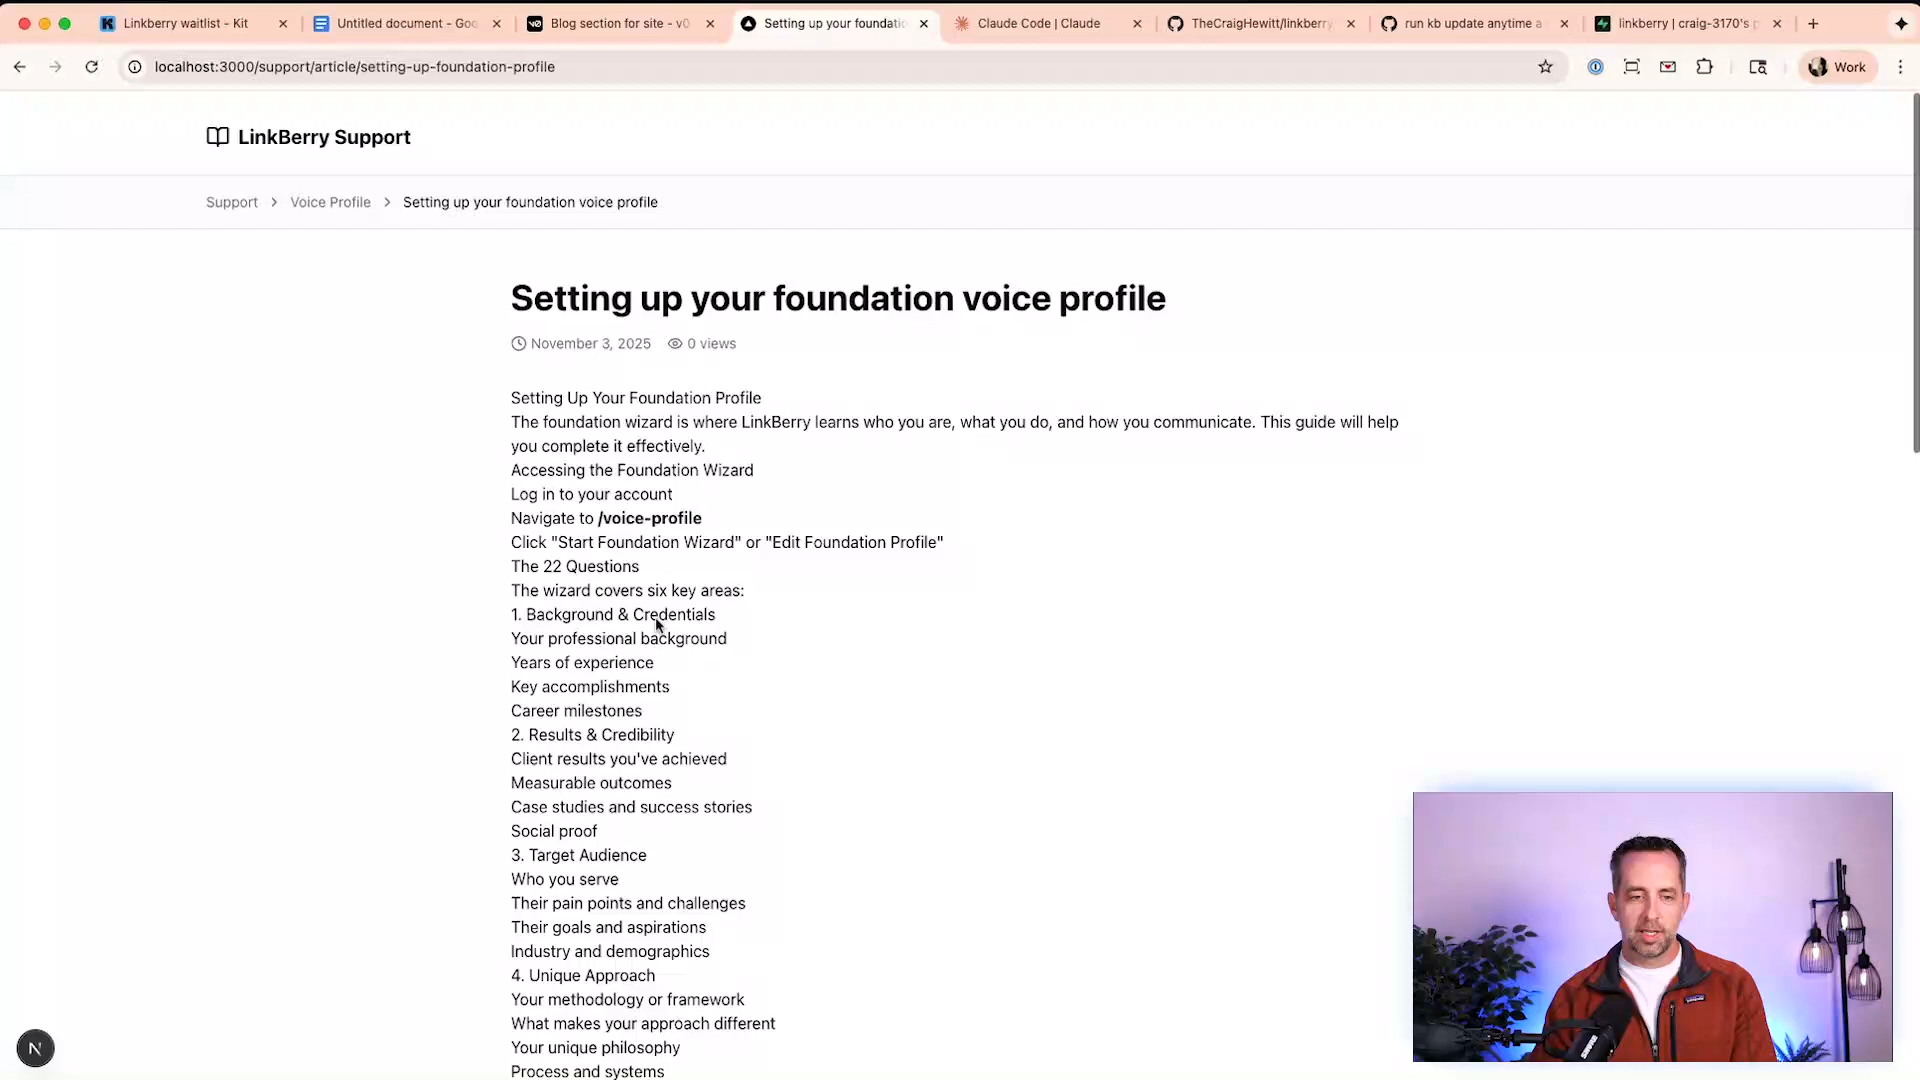 Linkberry waitlist - Kit
Untitled document - Goo
Blog section for site - v0
Setting up your foundatio
Claude Code | Claude
TheCraigHewitt/linkberry
run kb update anytime a
linkberry | craig-3170's p
localhost:3000/support/article/setting-up-foundation-profile
Work
LinkBerry Support
Support > Voice Profile > Setting up your foundation voice profile
Setting up your foundation voice profile
November 3, 2025 0 views
Setting Up Your Foundation Profile
The foundation wizard is where LinkBerry learns who you are, what you do, and how you communicate. This guide will help
you complete it effectively.
Accessing the Foundation Wizard
Log in to your account
Navigate to /voice-profile
Click "Start Foundation Wizard" or "Edit Foundation Profile"
The 22 Questions
The wizard covers six key areas:
1. Background & Credentials
Your professional background
Years of experience
Key accomplishments
Career milestones
2. Results & Credibility
Client results you've achieved
Measurable outcomes
Case studies and success stories
Social proof
3. Target Audience
Who you serve
Their pain points and challenges
Their goals and aspirations
Industry and demographics
4. Unique Approach
Your methodology or framework
What makes your approach different
Your unique philosophy
Process and systems
N